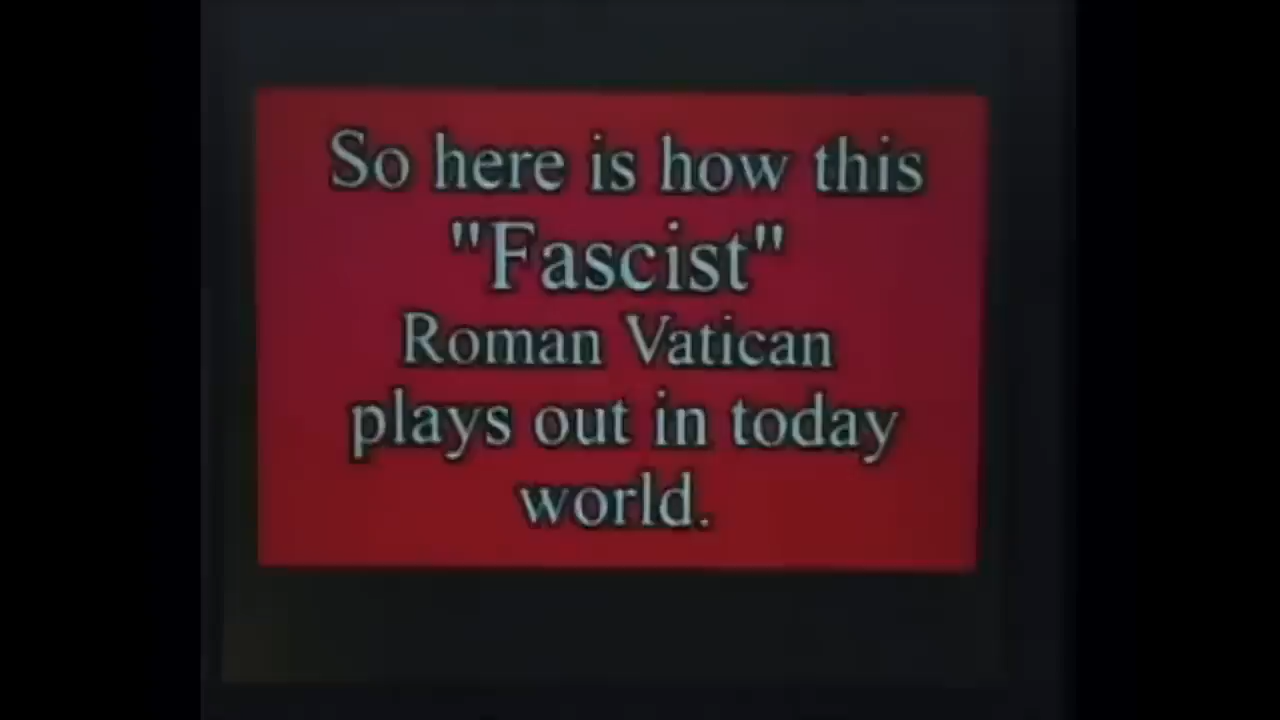 So here is how this
"Fascist"
Roman Vatican
plays out in today
world.